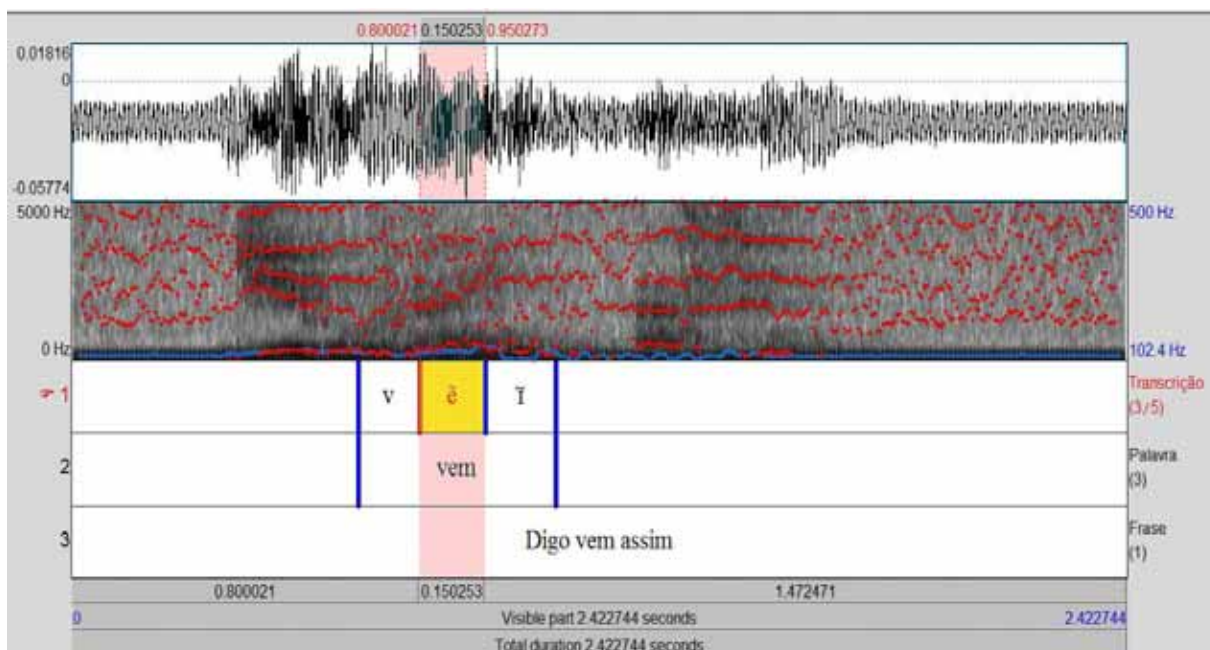 0.800021 0.150253 0.950273
0.01816
0
-0.05774
5000 Hz 500 Hz
0 Hz 102.4 Hz
1 v ẽ ɪ̃ Transcrição
(3/5)
2 vem Palavra
(3)
3 Digo vem assim Frase
(1)
0.800021 0.150253 1.472471
0 Visible part 2.422744 seconds 2.422744
Total duration 2.422744 seconds